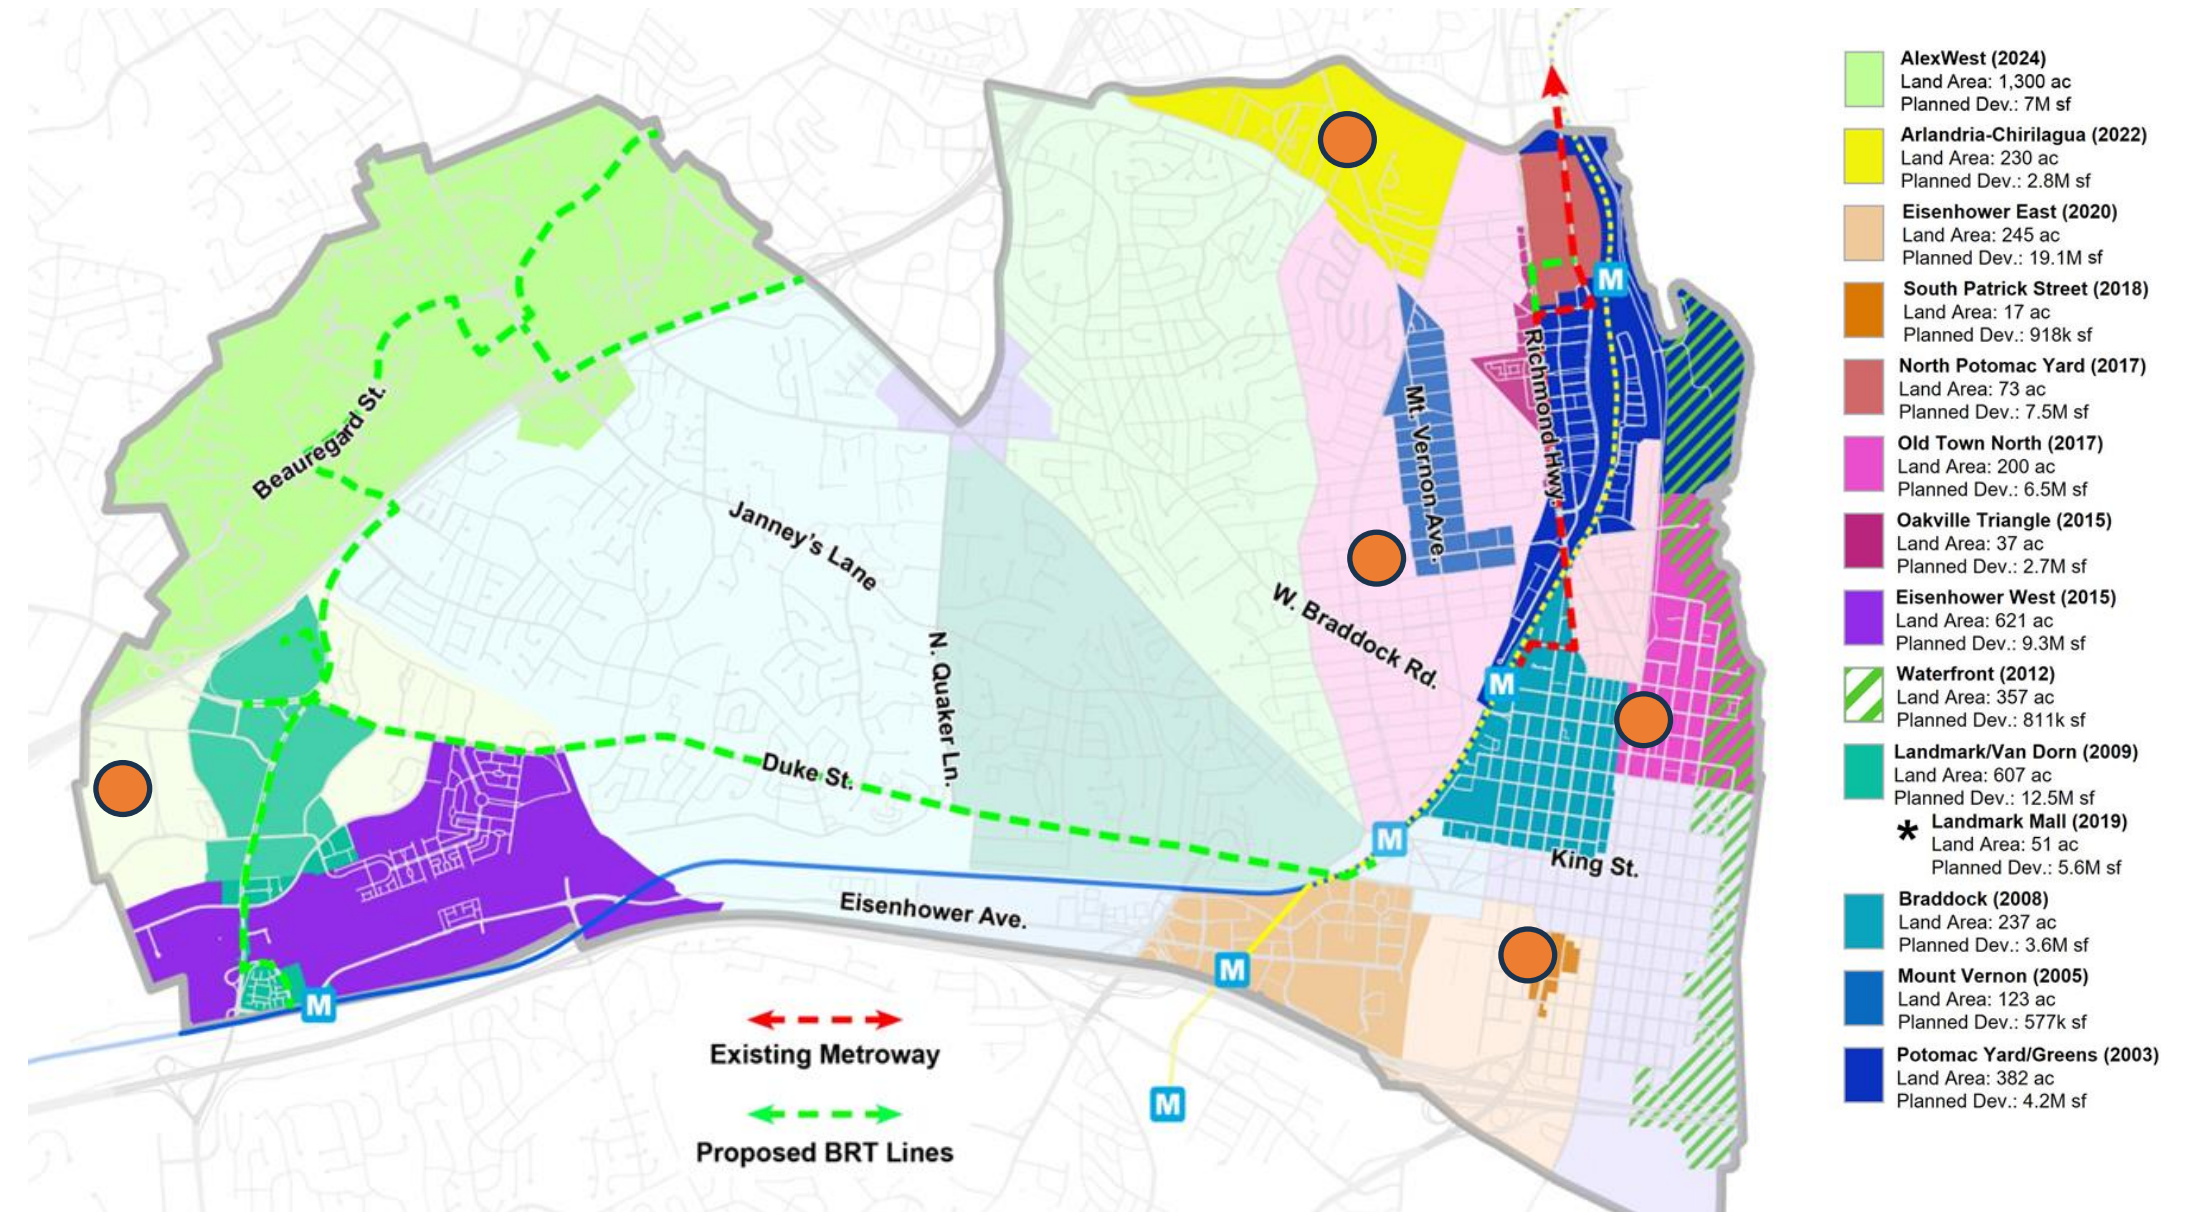 AlexWest (2024)
Land Area: 1,300 ac
Planned Dev.: 7M sf
Arlandria-Chirilagua (2022)
Land Area: 230 ac
Planned Dev.: 2.8M sf
Eisenhower East (2020)
Land Area: 245 ac
Planned Dev.: 19.1M sf
South Patrick Street (2018)
Land Area: 17 ac
Planned Dev.: 918k sf
North Potomac Yard (2017)
Land Area: 73 ac
Planned Dev.: 7.5M sf
Old Town North (2017)
Land Area: 200 ac
Planned Dev.: 6.5M sf
Oakville Triangle (2015)
Land Area: 37 ac
Planned Dev.: 2.7M sf
Eisenhower West (2015)
Land Area: 621 ac
Planned Dev.: 9.3M sf
Waterfront (2012)
Land Area: 357 ac
Planned Dev.: 811k sf
Landmark/Van Dorn (2009)
Land Area: 607 ac
Planned Dev.: 12.5M sf
* Landmark Mall (2019)
Land Area: 51 ac
Planned Dev.: 5.6M sf
Braddock (2008)
Land Area: 237 ac
Planned Dev.: 3.6M sf
Mount Vernon (2005)
Land Area: 123 ac
Planned Dev.: 577k sf
Potomac Yard/Greens (2003)
Land Area: 382 ac
Planned Dev.: 4.2M sf
Beauregard St.
Janney's Lane
N. Quaker Ln.
Duke St.
Eisenhower Ave.
W. Braddock Rd.
Mt. Vernon Ave.
Richmond Hwy.
King St.
M
M
M
M
M
M
Existing Metroway
Proposed BRT Lines